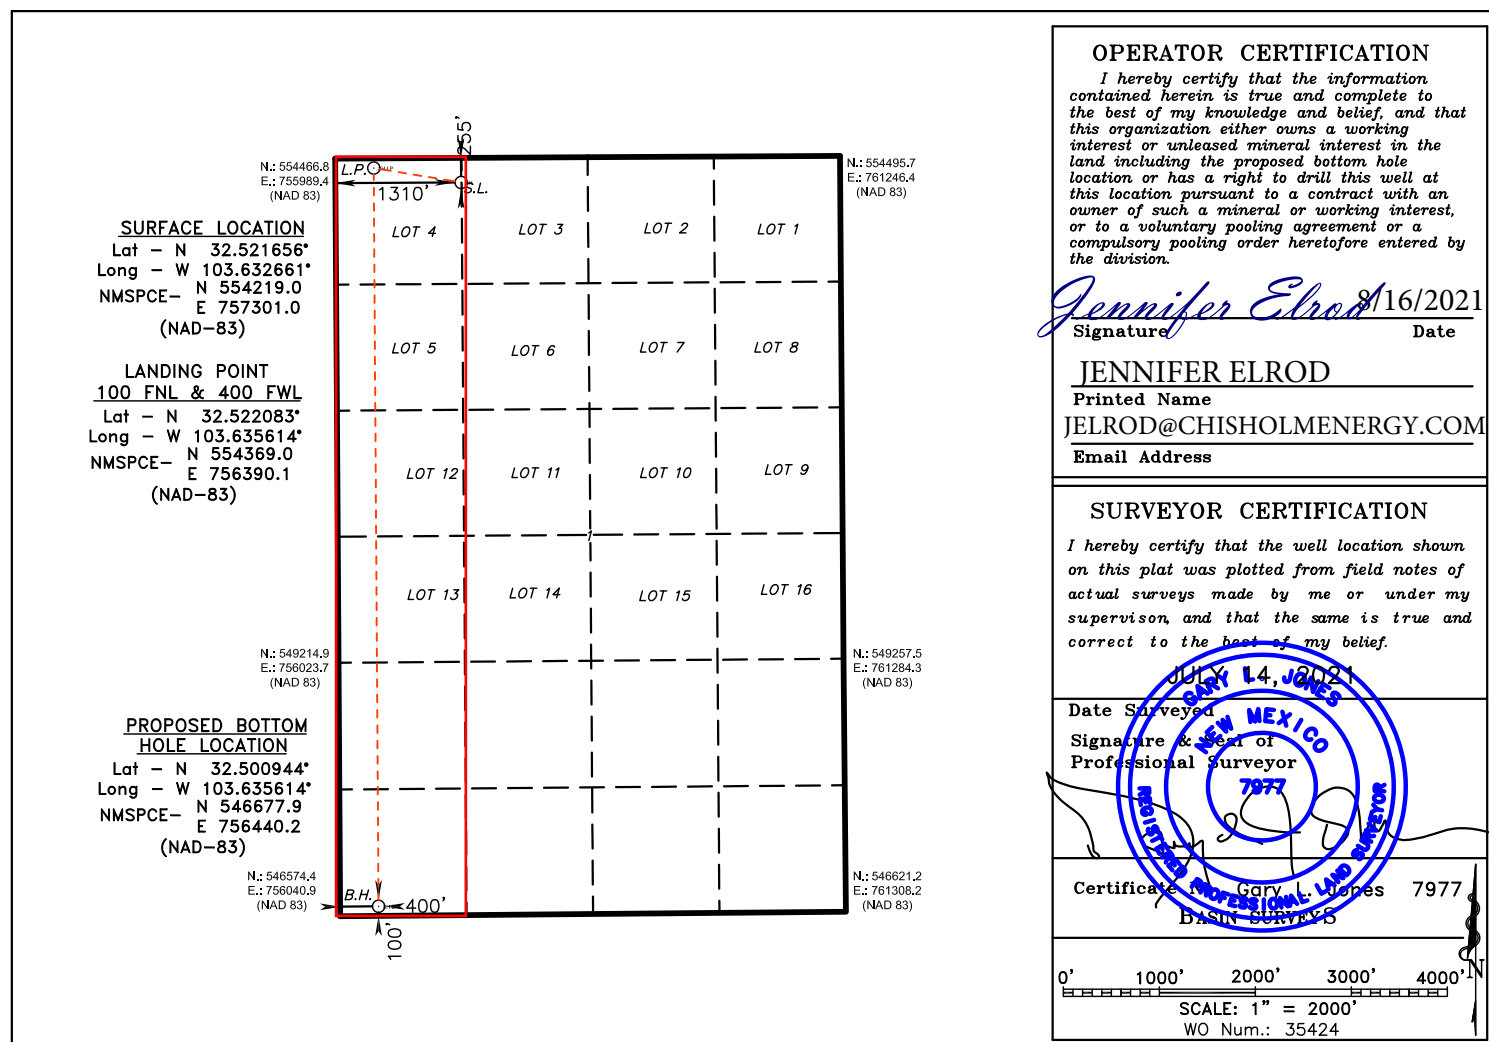 255'
N.: 554466.8
E.: 755989.4
(NAD 83)
L.P.
1310'
S.L.
N.: 554495.7
E.: 761246.4
(NAD 83)
SURFACE LOCATION
Lat - N 32.521656°
Long - W 103.632661°
NMSPCE- N 554219.0
E 757301.0
(NAD-83)
LANDING POINT
100 FNL & 400 FWL
Lat - N 32.522083°
Long - W 103.635614°
NMSPCE- N 554369.0
E 756390.1
(NAD-83)
LOT 4 LOT 3 LOT 2 LOT 1
LOT 5 LOT 6 LOT 7 LOT 8
LOT 12 LOT 11 LOT 10 LOT 9
1
LOT 13 LOT 14 LOT 15 LOT 16
N.: 549214.9
E.: 756023.7
(NAD 83)
N.: 549257.5
E.: 761284.3
(NAD 83)
PROPOSED BOTTOM
HOLE LOCATION
Lat - N 32.500944°
Long - W 103.635614°
NMSPCE- N 546677.9
E 756440.2
(NAD-83)
N.: 546574.4
E.: 756040.9
(NAD 83)
B.H.
400'
100'
N.: 546621.2
E.: 761308.2
(NAD 83)
OPERATOR CERTIFICATION
I hereby certify that the information
contained herein is true and complete to
the best of my knowledge and belief, and that
this organization either owns a working
interest or unleased mineral interest in the
land including the proposed bottom hole
location or has a right to drill this well at
this location pursuant to a contract with an
owner of such a mineral or working interest,
or to a voluntary pooling agreement or a
compulsory pooling order heretofore entered by
the division.
Jennifer Elrod 8/16/2021
Signature Date
JENNIFER ELROD
Printed Name
JELROD@CHISHOLMENERGY.COM
Email Address
SURVEYOR CERTIFICATION
I hereby certify that the well location shown
on this plat was plotted from field notes of
actual surveys made by me or under my
supervison, and that the same is true and
correct to the best of my belief.
JULY 14, 2021
Date Surveyed
Signature & Seal of
Professional Surveyor
GARY L. JONES
NEW MEXICO
7977
REGISTERED PROFESSIONAL LAND SURVEYOR
Certificate Gary L. Jones 7977
BASIN SURVEYS
0' 1000' 2000' 3000' 4000'
N
SCALE: 1" = 2000'
WO Num.: 35424